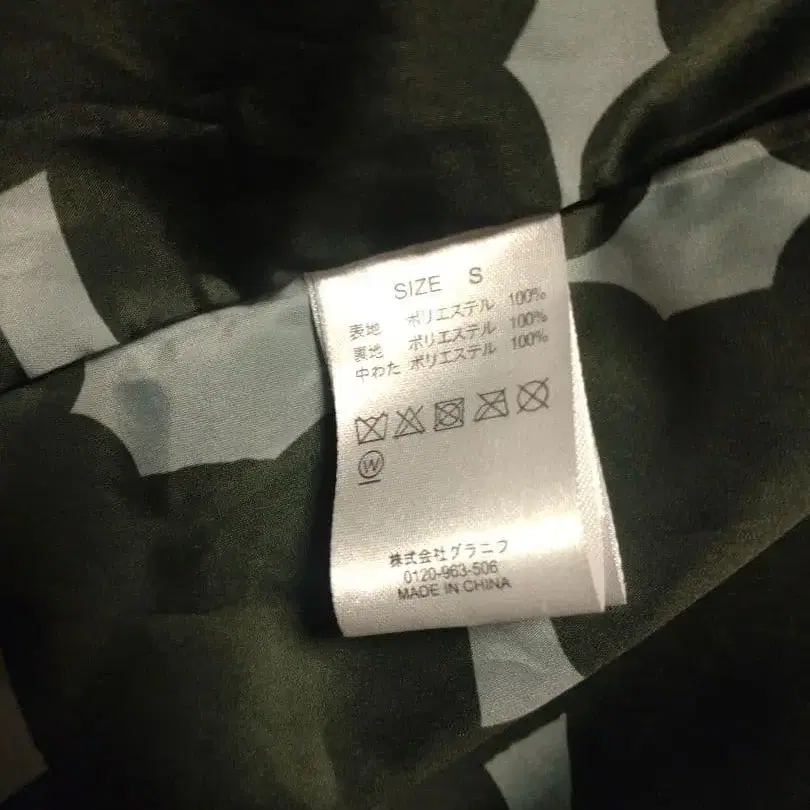 SIZE S
表地 ポリエステル 100%
裏地 ポリエステル 100%
中わた ポリエステル 100%
W
株式会社グラニフ
0120-963-506
MADE IN CHINA